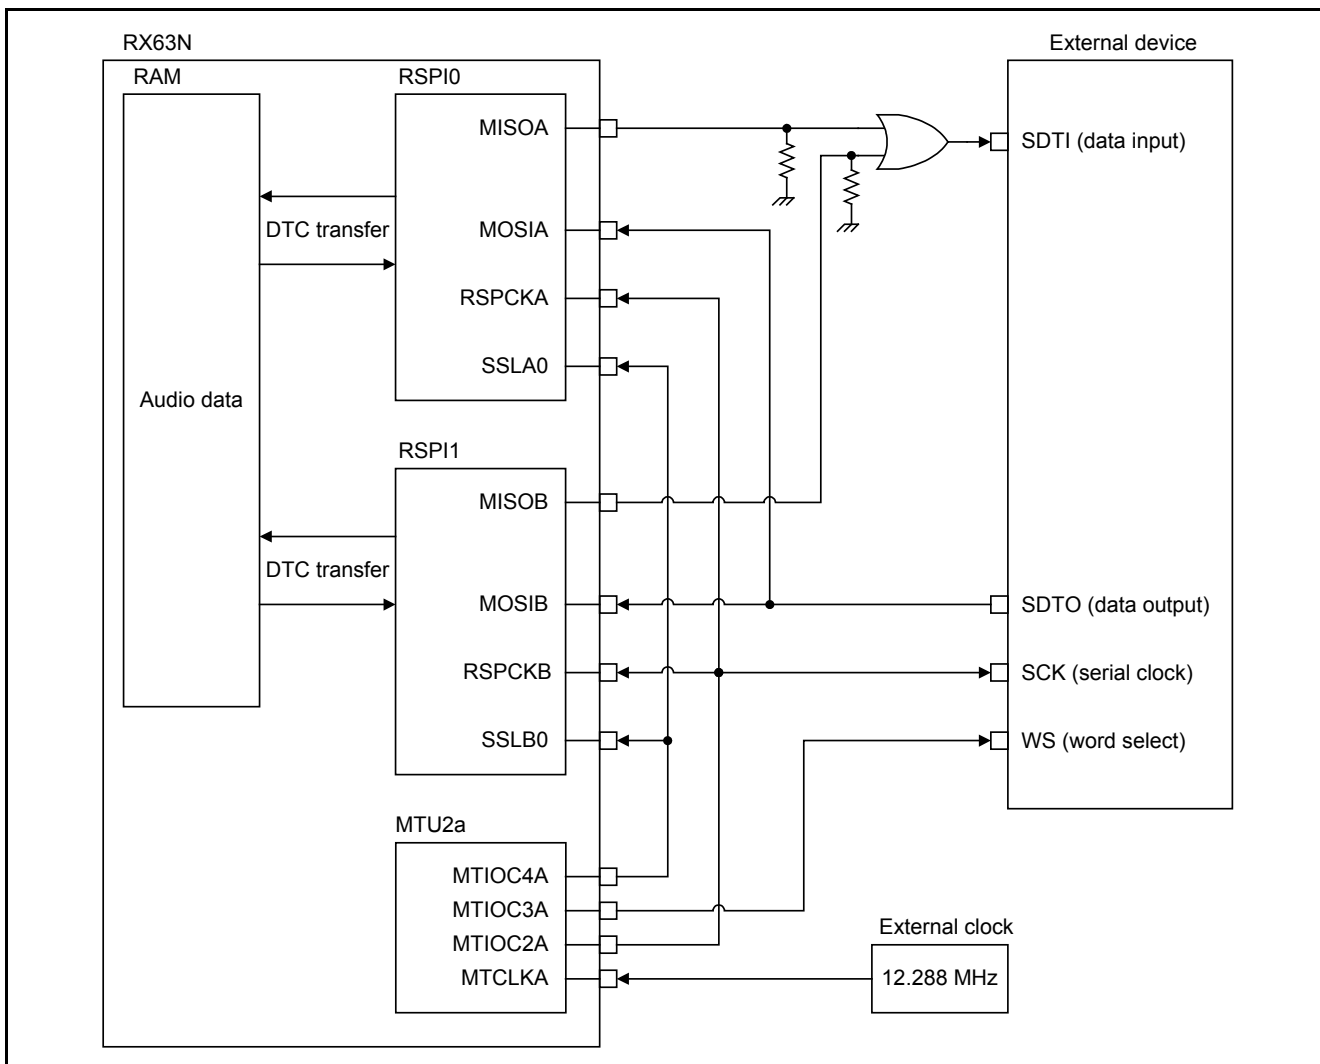 RX63N
External device
RAM
RSPI0
MISOA
SDTI (data input)
DTC transfer
MOSIA
RSPCKA
SSLA0
Audio data
RSPI1
MISOB
DTC transfer
MOSIB
SDTO (data output)
RSPCKB
SCK (serial clock)
SSLB0
WS (word select)
MTU2a
MTIOC4A
MTIOC3A
External clock
MTIOC2A
MTCLKA
12.288 MHz